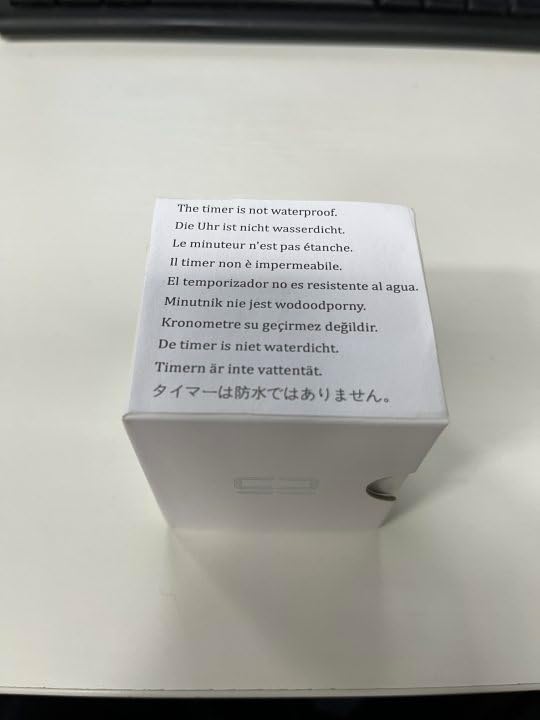 The timer is not waterproof.
Die Uhr ist nicht wasserdicht.
Le minuteur n'est pas étanche.
Il timer non è impermeabile.
El temporizador no es resistente al agua.
Minutnik nie jest wodoodporny.
Kronometre su geçirmez değildir.
De timer is niet waterdicht.
Timern är inte vattentät.
タイマーは防水ではありません。